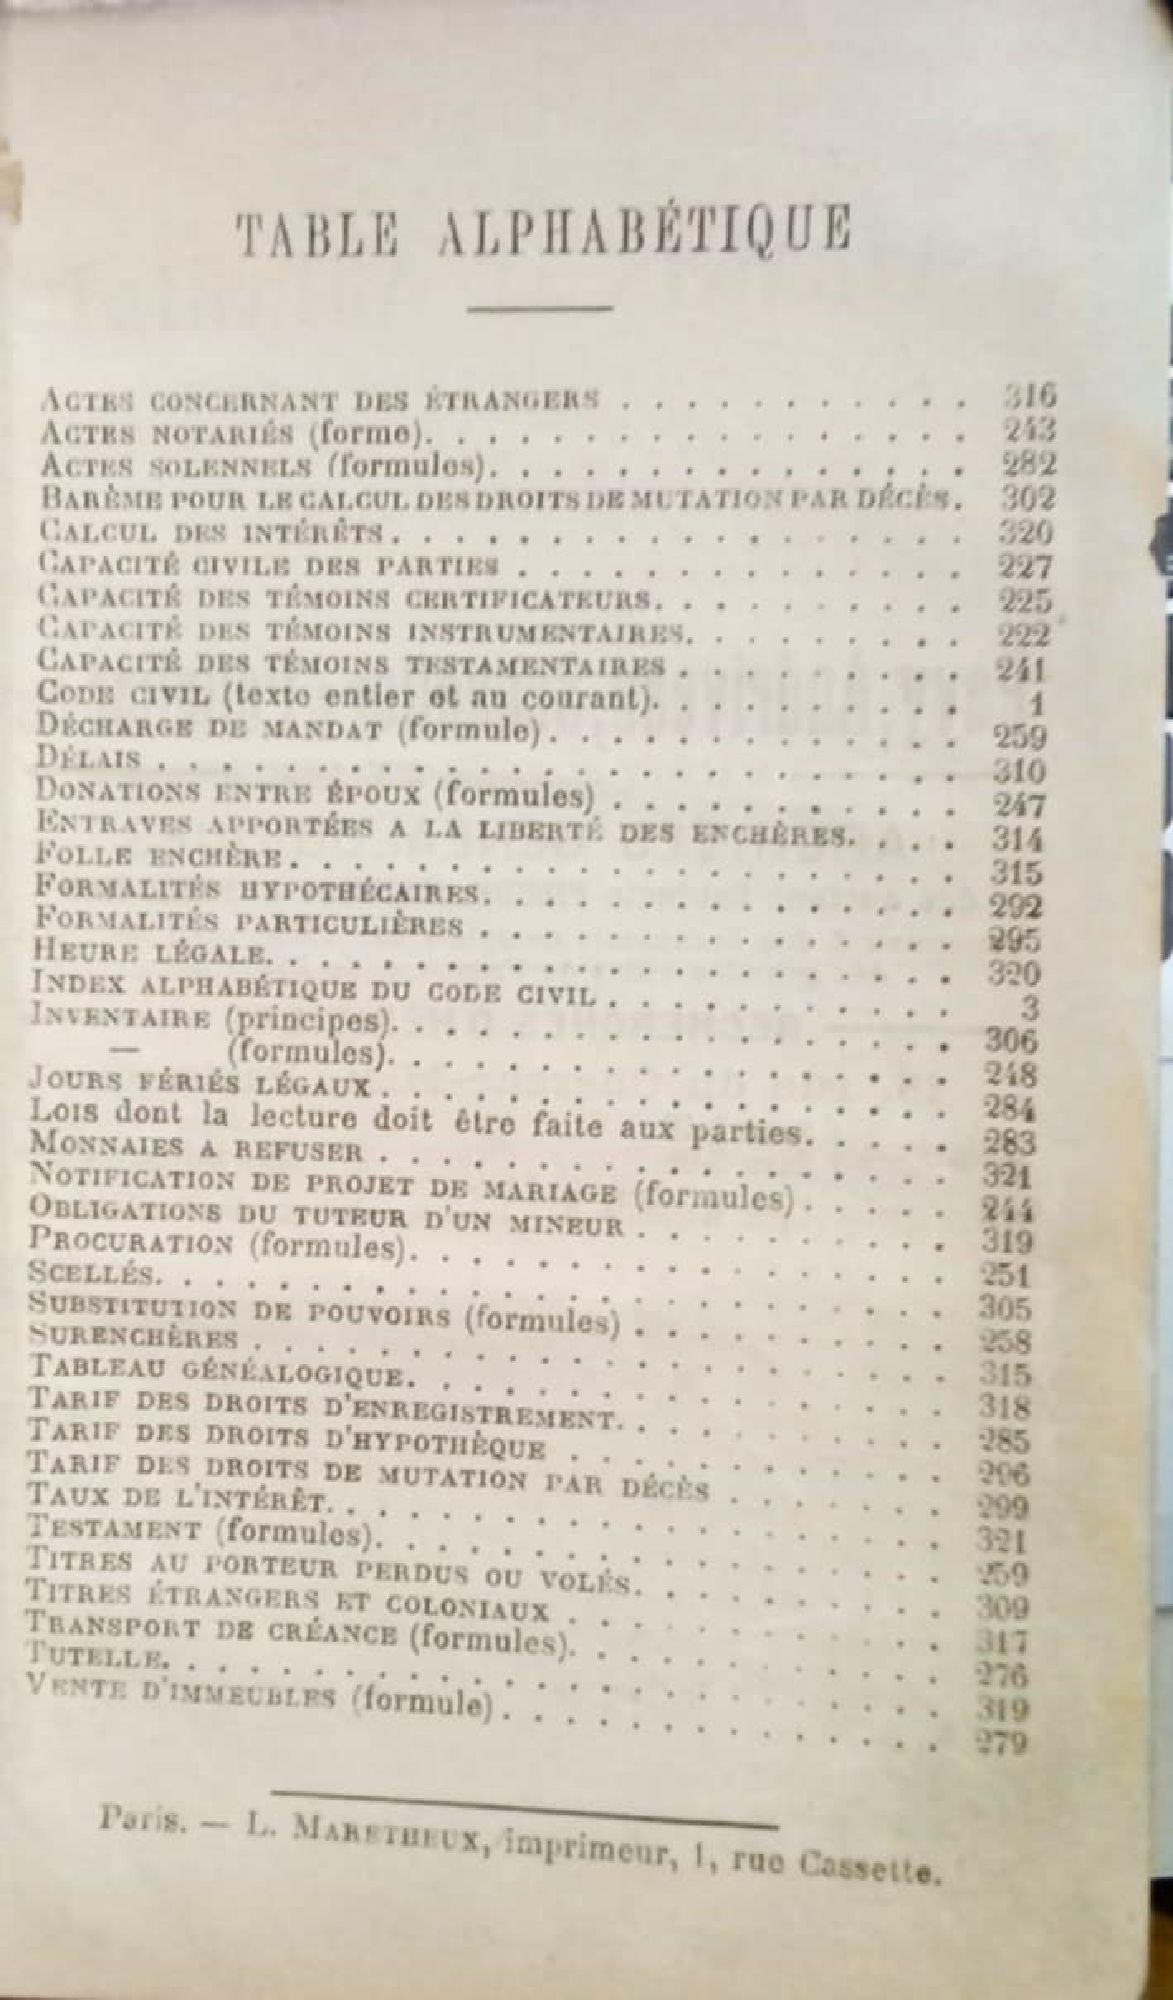 TABLE ALPHABÉTIQUE
ACTES CONCERNANT DES ÉTRANGERS . . . . . . . . . . . 316
ACTES NOTARIÉS (forme). . . . . . . . . . . . . . . . . 243
ACTES SOLENNELS (formules). . . . . . . . . . . . . . . 282
BARÊME POUR LE CALCUL DES DROITS DE MUTATION PAR DÉCÈS. 302
CALCUL DES INTÉRÊTS. . . . . . . . . . . . . . . . . . 320
CAPACITÉ CIVILE DES PARTIES . . . . . . . . . . . . . . 227
CAPACITÉ DES TÉMOINS CERTIFICATEURS. . . . . . . . . . 225
CAPACITÉ DES TÉMOINS INSTRUMENTAIRES. . . . . . . . . 222
CAPACITÉ DES TÉMOINS TESTAMENTAIRES . . . . . . . . . 241
CODE CIVIL (texte entier et au courant). . . . . . . . . . 1
DÉCHARGE DE MANDAT (formule). . . . . . . . . . . . . 259
DÉLAIS . . . . . . . . . . . . . . . . . . . . . . . . . 310
DONATIONS ENTRE ÉPOUX (formules) . . . . . . . . . . . 247
ENTRAVES APPORTÉES A LA LIBERTÉ DES ENCHÈRES. . . . 314
FOLLE ENCHÈRE. . . . . . . . . . . . . . . . . . . . . 315
FORMALITÉS HYPOTHÉCAIRES. . . . . . . . . . . . . . . 292
FORMALITÉS PARTICULIÈRES . . . . . . . . . . . . . . . 295
HEURE LÉGALE. . . . . . . . . . . . . . . . . . . . . . 320
INDEX ALPHABÉTIQUE DU CODE CIVIL . . . . . . . . . . . 3
INVENTAIRE (principes). . . . . . . . . . . . . . . . . . 306
— (formules). . . . . . . . . . . . . . . . . . 248
JOURS FÉRIÉS LÉGAUX . . . . . . . . . . . . . . . . . . 284
LOIS dont la lecture doit être faite aux parties. . . . . 283
MONNAIES A REFUSER . . . . . . . . . . . . . . . . . . 321
NOTIFICATION DE PROJET DE MARIAGE (formules) . . . . . 244
OBLIGATIONS DU TUTEUR D'UN MINEUR . . . . . . . . . . 319
PROCURATION (formules). . . . . . . . . . . . . . . . . 251
SCELLÉS. . . . . . . . . . . . . . . . . . . . . . . . . 305
SUBSTITUTION DE POUVOIRS (formules) . . . . . . . . . . 258
SURENCHÈRES . . . . . . . . . . . . . . . . . . . . . . 315
TABLEAU GÉNÉALOGIQUE. . . . . . . . . . . . . . . . . 318
TARIF DES DROITS D'ENREGISTREMENT. . . . . . . . . . . 285
TARIF DES DROITS D'HYPOTHÈQUE . . . . . . . . . . . . 296
TARIF DES DROITS DE MUTATION PAR DÉCÈS . . . . . . . 299
TAUX DE L'INTÉRÊT. . . . . . . . . . . . . . . . . . . . 321
TESTAMENT (formules). . . . . . . . . . . . . . . . . . 259
TITRES AU PORTEUR PERDUS OU VOLÉS. . . . . . . . . . 309
TITRES ÉTRANGERS ET COLONIAUX . . . . . . . . . . . . 317
TRANSPORT DE CRÉANCE (formules). . . . . . . . . . . . 276
TUTELLE. . . . . . . . . . . . . . . . . . . . . . . . . 319
VENTE D'IMMEUBLES (formule) . . . . . . . . . . . . . . 279
Paris. — L. MARETHEUX, imprimeur, 1, rue Cassette.